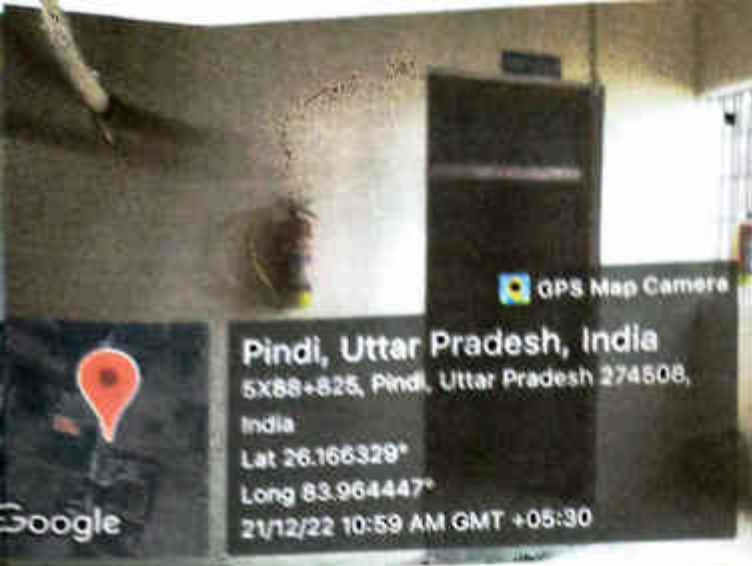 GPS Map Camera
Pindi, Uttar Pradesh, India
5X88+825, Pindi, Uttar Pradesh 274508,
India
Lat 26.166329°
Long 83.964447°
21/12/22 10:59 AM GMT +05:30
Google